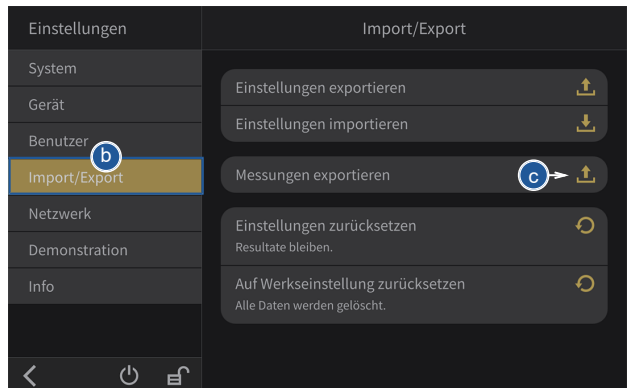 Einstellungen
System
Gerät
Benutzer
b
Import/Export
Netzwerk
Demonstration
Info
Import/Export
Einstellungen exportieren
Einstellungen importieren
Messungen exportieren
c
Einstellungen zurücksetzen
Resultate bleiben.
Auf Werkseinstellung zurücksetzen
Alle Daten werden gelöscht.